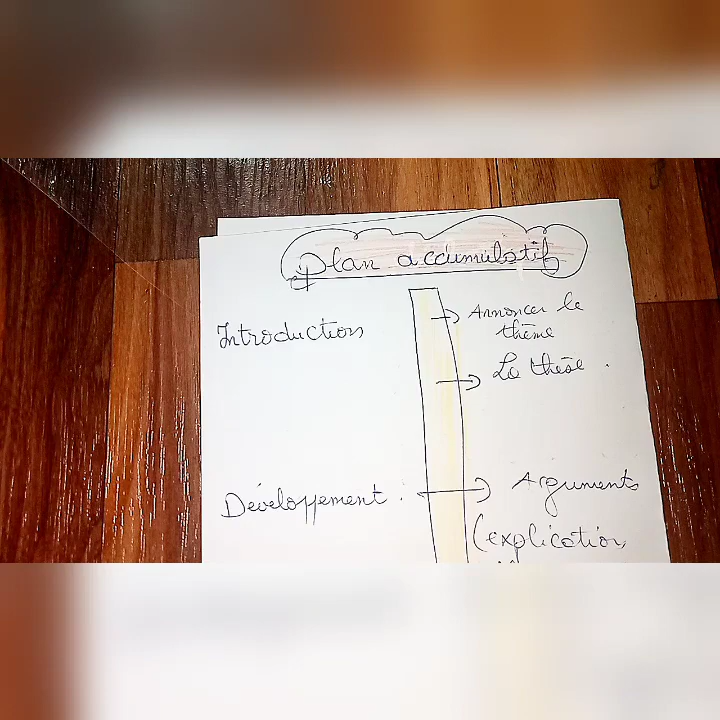 Plan accumulatif
Introduction
Annoncer le
thème
La thèse.
Développement.
Arguments
(explication,